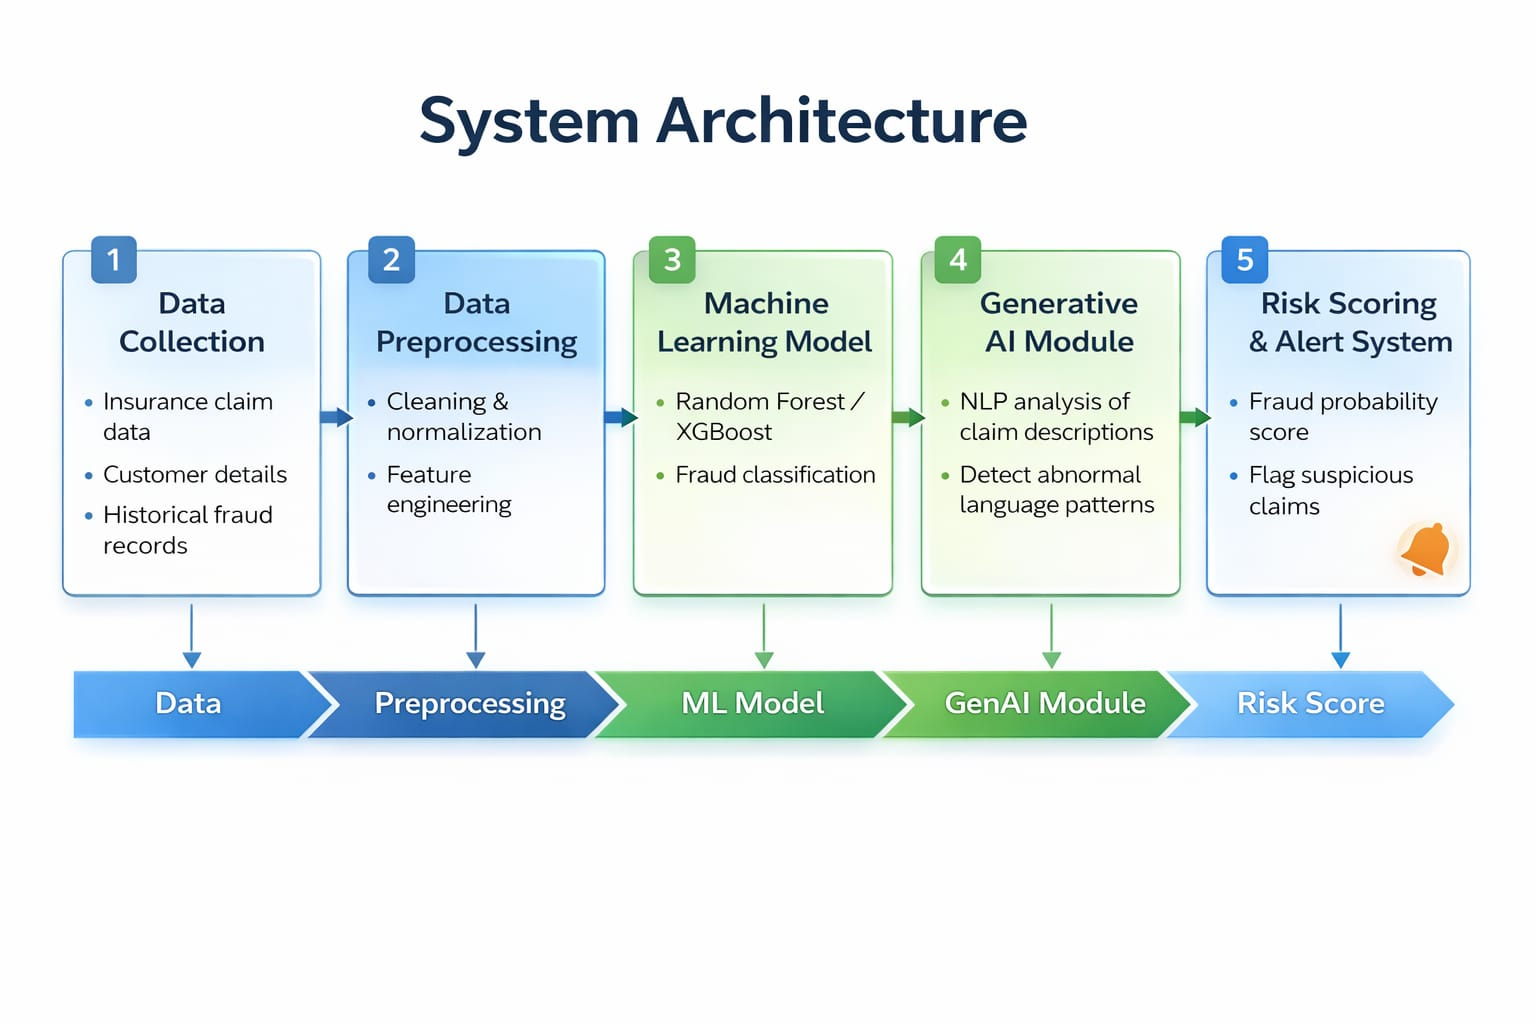 System Architecture
1
Data
Collection
• Insurance claim
data
• Customer details
• Historical fraud
records
2
Data
Preprocessing
• Cleaning &
normalization
• Feature
engineering
3
Machine
Learning Model
• Random Forest /
XGBoost
• Fraud classification
4
Generative
AI Module
• NLP analysis of
claim descriptions
• Detect abnormal
language patterns
5
Risk Scoring
& Alert System
• Fraud probability
score
• Flag suspicious
claims
Data
Preprocessing
ML Model
GenAI Module
Risk Score